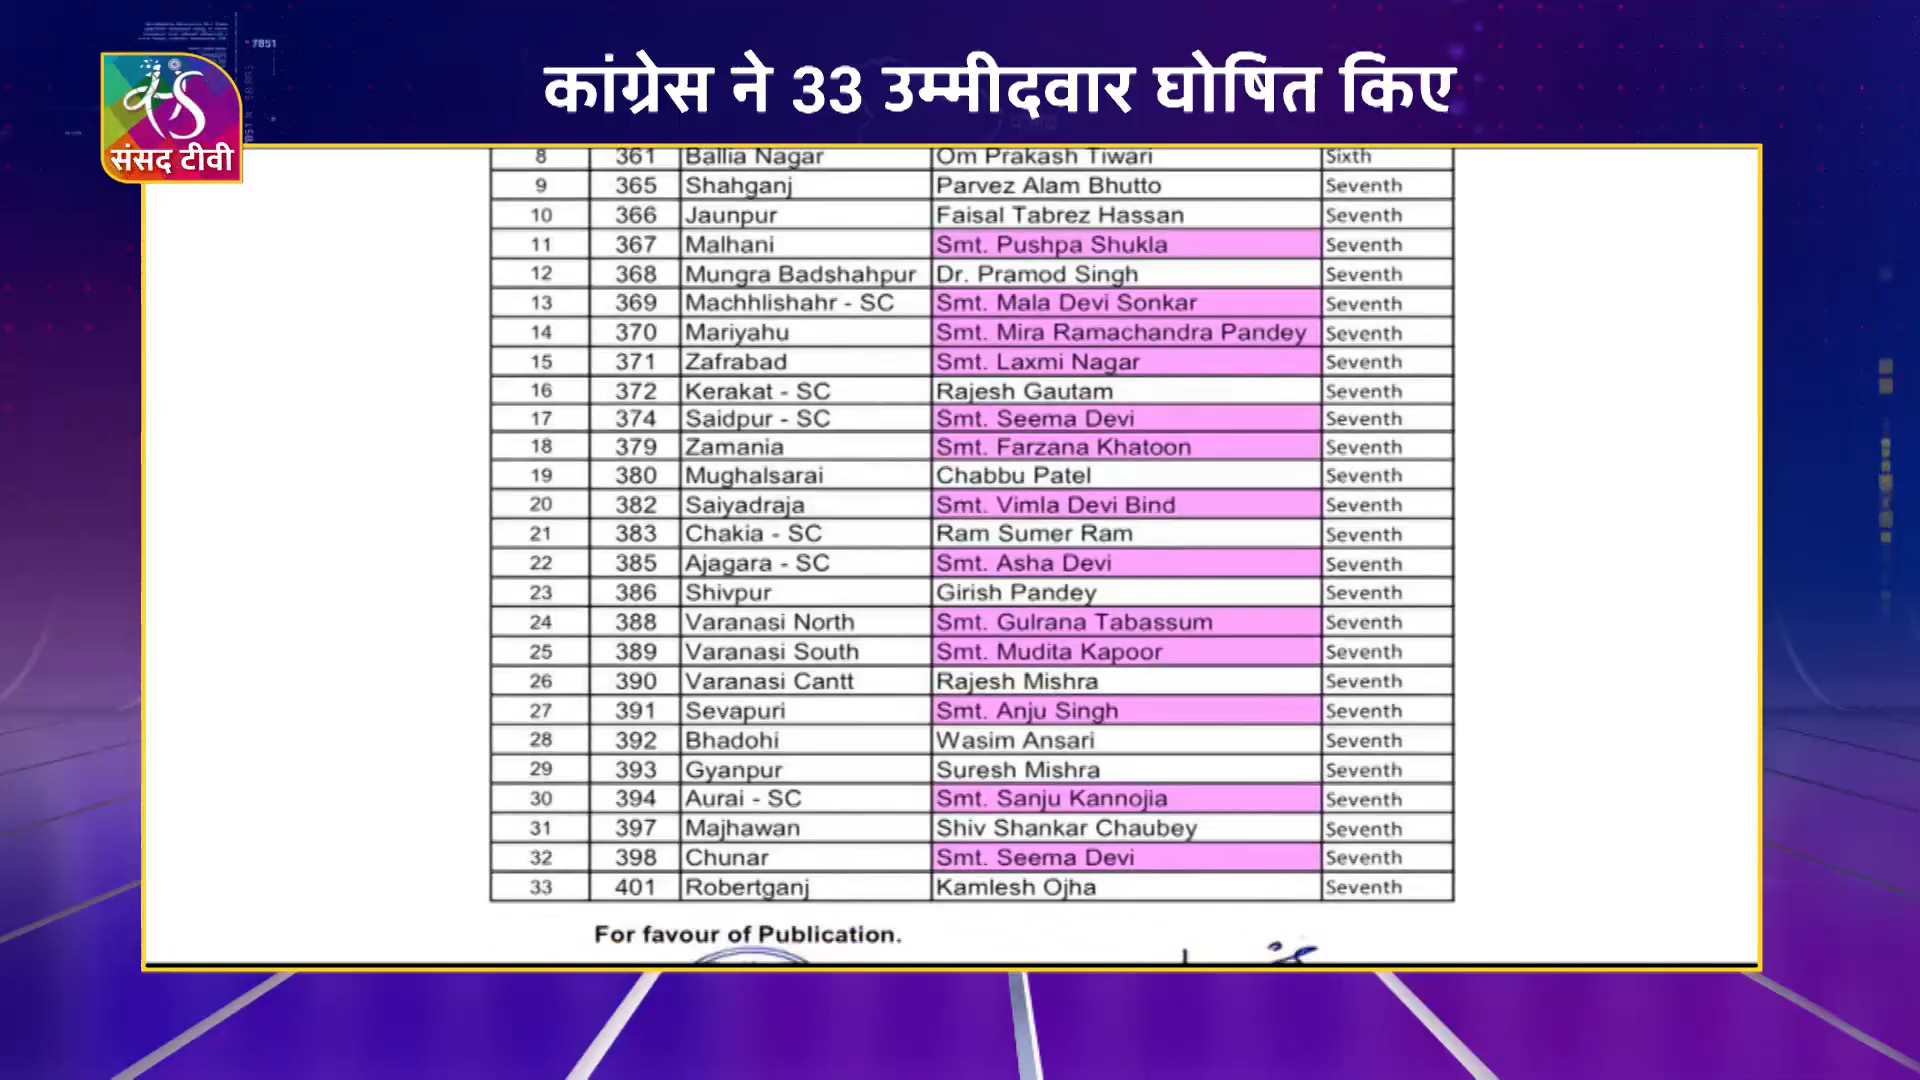 7851
कांग्रेस ने 33 उम्मीदवार घोषित किए
संसद टीवी
8 361 Ballia Nagar Om Prakash Tiwari Sixth
9 365 Shahganj Parvez Alam Bhutto Seventh
10 366 Jaunpur Faisal Tabrez Hassan Seventh
11 367 Malhani Smt. Pushpa Shukla Seventh
12 368 Mungra Badshahpur Dr. Pramod Singh Seventh
13 369 Machhlishahr - SC Smt. Mala Devi Sonkar Seventh
14 370 Mariyahu Smt. Mira Ramachandra Pandey Seventh
15 371 Zafrabad Smt. Laxmi Nagar Seventh
16 372 Kerakat - SC Rajesh Gautam Seventh
17 374 Saidpur - SC Smt. Seema Devi Seventh
18 379 Zamania Smt. Farzana Khatoon Seventh
19 380 Mughalsarai Chabbu Patel Seventh
20 382 Saiyadraja Smt. Vimla Devi Bind Seventh
21 383 Chakia - SC Ram Sumer Ram Seventh
22 385 Ajagara - SC Smt. Asha Devi Seventh
23 386 Shivpur Girish Pandey Seventh
24 388 Varanasi North Smt. Gulrana Tabassum Seventh
25 389 Varanasi South Smt. Mudita Kapoor Seventh
26 390 Varanasi Cantt Rajesh Mishra Seventh
27 391 Sevapuri Smt. Anju Singh Seventh
28 392 Bhadohi Wasim Ansari Seventh
29 393 Gyanpur Suresh Mishra Seventh
30 394 Aurai - SC Smt. Sanju Kannojia Seventh
31 397 Majhawan Shiv Shankar Chaubey Seventh
32 398 Chunar Smt. Seema Devi Seventh
33 401 Robertganj Kamlesh Ojha Seventh
For favour of Publication.